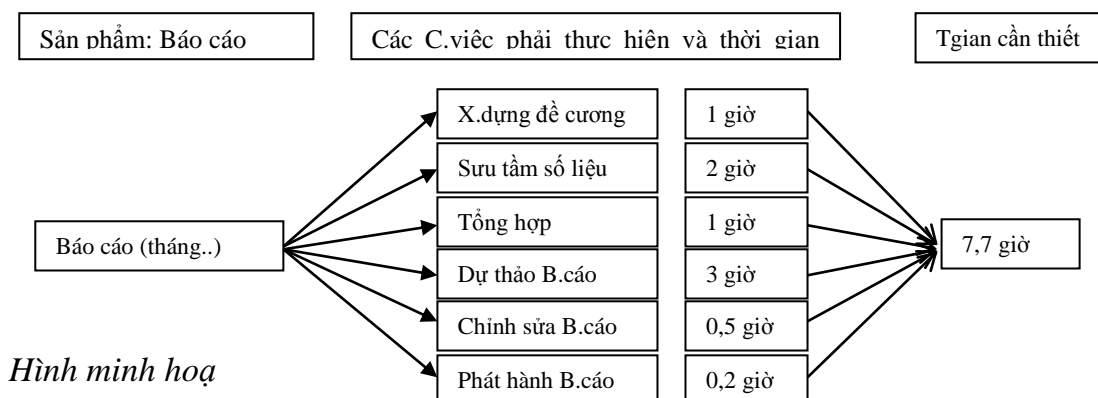 Sản phẩm: Báo cáo
Các C.việc phải thực hiện và thời gian
Tgian cần thiết
X.dựng đề cương
1 giờ
Sưu tầm số liệu
2 giờ
Tổng hợp
1 giờ
Báo cáo (tháng..)
7,7 giờ
Dự thảo B.cáo
3 giờ
Chỉnh sửa B.cáo
0,5 giờ
Hình minh hoạ
Phát hành B.cáo
0,2 giờ